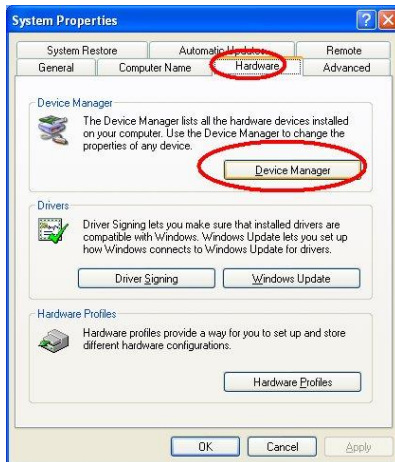 System Properties
System Restore Automatic Updates Remote
General Computer Name Hardware Advanced
Device Manager
The Device Manager lists all the hardware devices installed
on your computer. Use the Device Manager to change the
properties of any device.
Device Manager
Drivers
Driver Signing lets you make sure that installed drivers are
compatible with Windows. Windows Update lets you set up
how Windows connects to Windows Update for drivers.
Driver Signing Windows Update
Hardware Profiles
Hardware profiles provide a way for you to set up and store
different hardware configurations.
Hardware Profiles
OK Cancel Apply